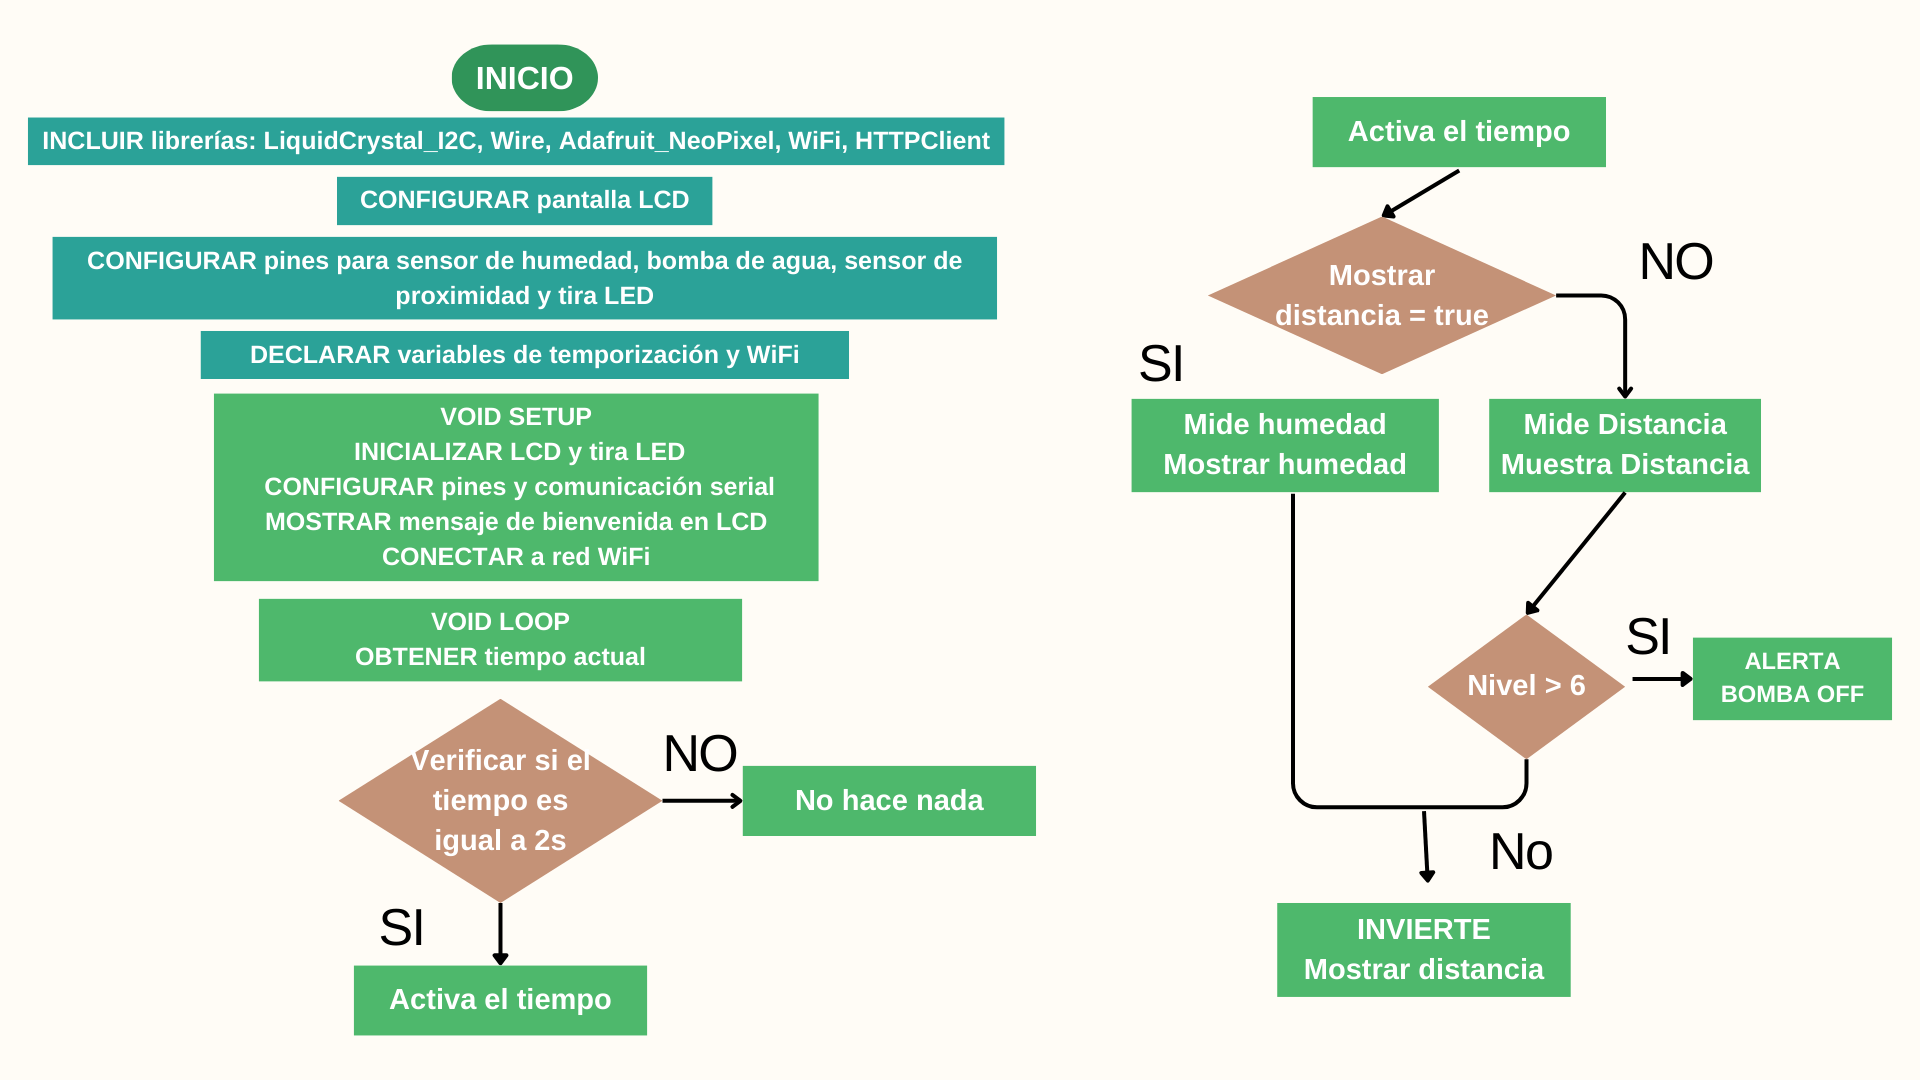 INICIO
INCLUIR librerías: LiquidCrystal_I2C, Wire, Adafruit_NeoPixel, WiFi, HTTPClient
CONFIGURAR pantalla LCD
CONFIGURAR pines para sensor de humedad, bomba de agua, sensor de
proximidad y tira LED
DECLARAR variables de temporización y WiFi
VOID SETUP
INICIALIZAR LCD y tira LED
CONFIGURAR pines y comunicación serial
MOSTRAR mensaje de bienvenida en LCD
CONECTAR a red WiFi
VOID LOOP
OBTENER tiempo actual
Verificar si el
tiempo es
igual a 2s
NO
No hace nada
SI
Activa el tiempo
Activa el tiempo
Mostrar
distancia = true
NO
SI
Mide humedad
Mostrar humedad
Mide Distancia
Muestra Distancia
Nivel > 6
SI
ALERTA
BOMBA OFF
No
INVIERTE
Mostrar distancia